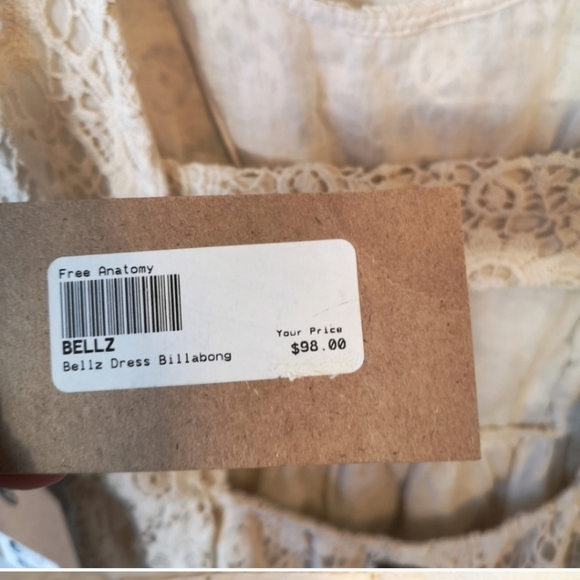 Free Anatomy
BELLZ
Your Price
$98.00
Bellz Dress Billabong